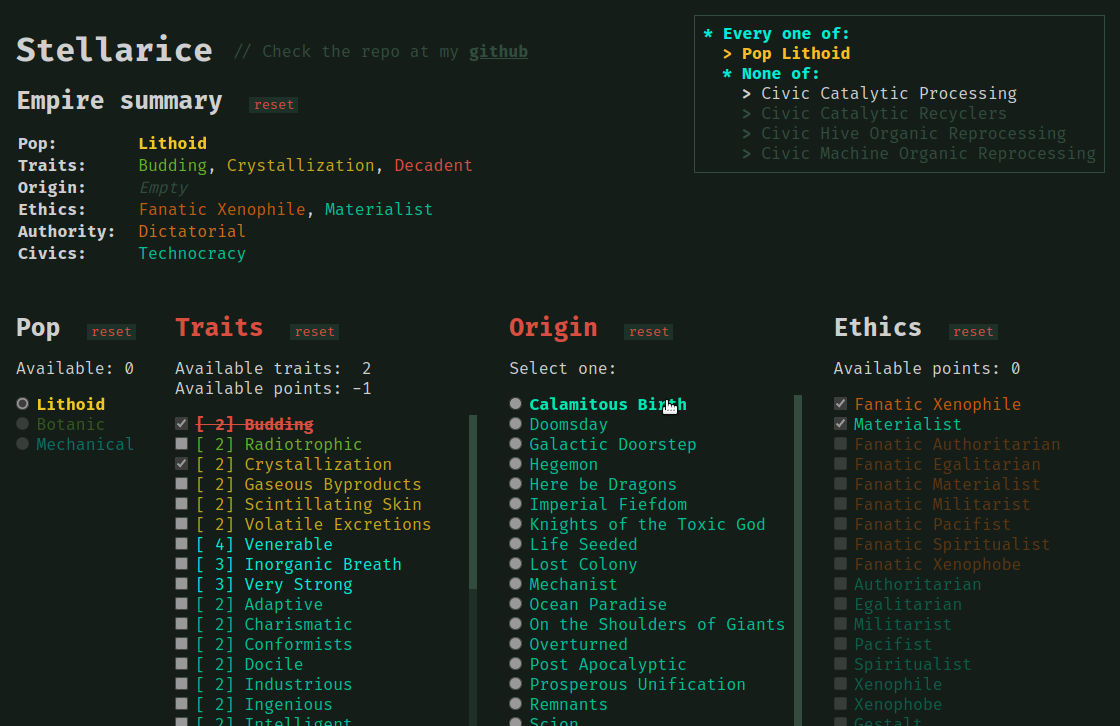 Stellarice // Check the repo at my github
Empire summary reset
Pop: Lithoid
Traits: Budding, Crystallization, Decadent
Origin: Empty
Ethics: Fanatic Xenophile, Materialist
Authority: Dictatorial
Civics: Technocracy
* Every one of:
> Pop Lithoid
* None of:
> Civic Catalytic Processing
> Civic Catalytic Recyclers
> Civic Hive Organic Reprocessing
> Civic Machine Organic Reprocessing
Pop reset
Available: 0
Lithoid
Botanic
Mechanical
Traits reset
Available traits: 2
Available points: -1
[ 2] Budding
[ 2] Radiotrophic
[ 2] Crystallization
[ 2] Gaseous Byproducts
[ 2] Scintillating Skin
[ 2] Volatile Excretions
[ 4] Venerable
[ 3] Inorganic Breath
[ 3] Very Strong
[ 2] Adaptive
[ 2] Charismatic
[ 2] Conformists
[ 2] Docile
[ 2] Industrious
[ 2] Ingenious
[ 2] Intelligent
Origin reset
Select one:
Calamitous Birth
Doomsday
Galactic Doorstep
Hegemon
Here be Dragons
Imperial Fiefdom
Knights of the Toxic God
Life Seeded
Lost Colony
Mechanist
Ocean Paradise
On the Shoulders of Giants
Overturned
Post Apocalyptic
Prosperous Unification
Remnants
Scion
Ethics reset
Available points: 0
Fanatic Xenophile
Materialist
Fanatic Authoritarian
Fanatic Egalitarian
Fanatic Materialist
Fanatic Militarist
Fanatic Pacifist
Fanatic Spiritualist
Fanatic Xenophobe
Authoritarian
Egalitarian
Militarist
Pacifist
Spiritualist
Xenophile
Xenophobe
Gestalt